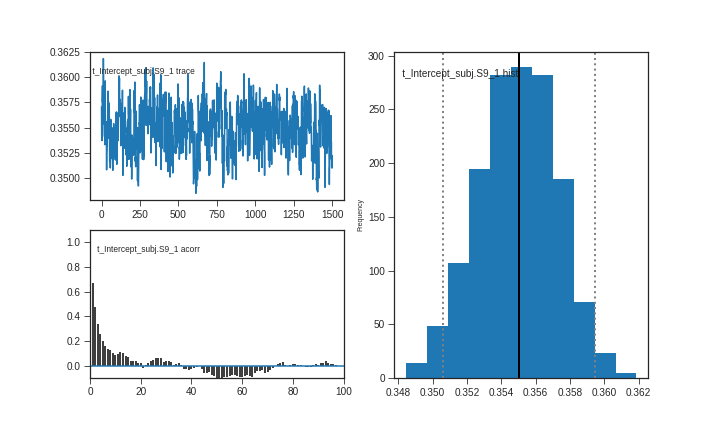 0.3625
0.3600
0.3575
0.3550
0.3525
0.3500
t_Intercept_subj.S9_1 trace
0 250 500 750 1000 1250 1500
1.0
0.8
0.6
0.4
0.2
0.0
t_Intercept_subj.S9_1 acorr
0 20 40 60 80 100
300
250
200
150
100
50
0
Frequency
t_Intercept_subj.S9_1 hist
0.348 0.350 0.352 0.354 0.356 0.358 0.360 0.362